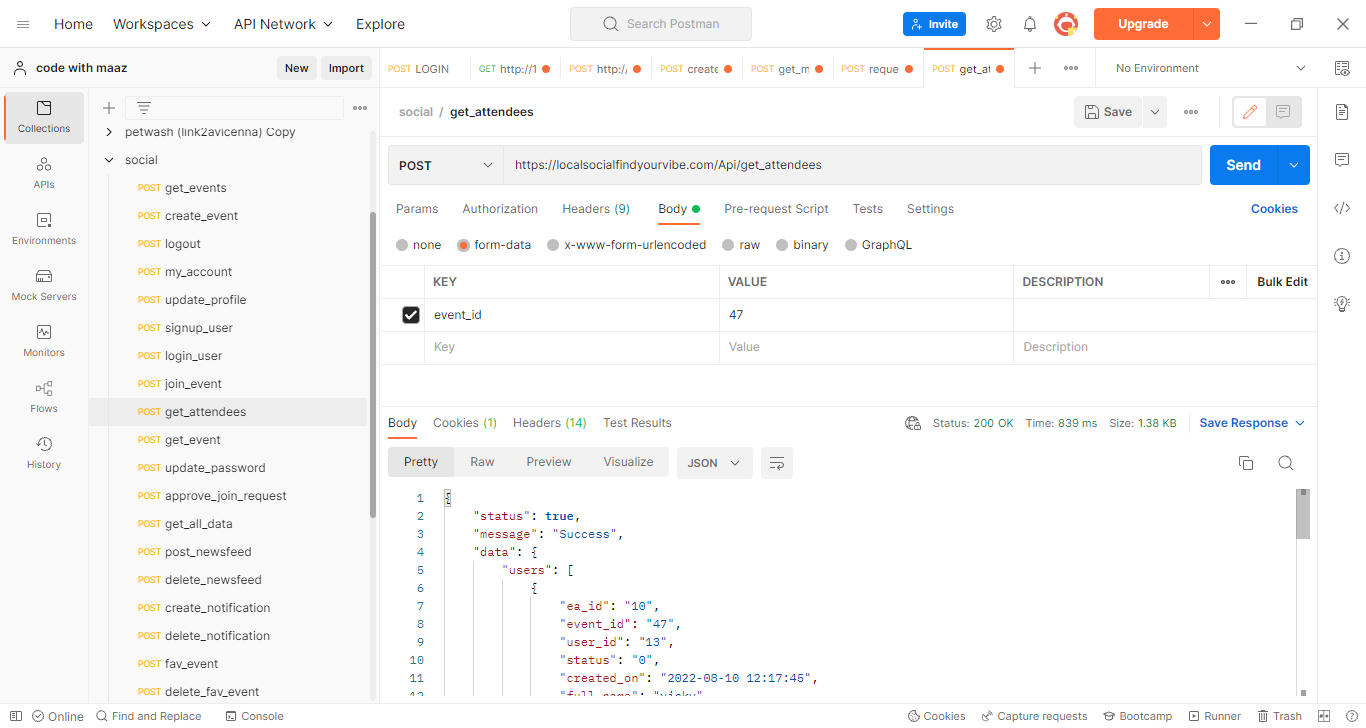 Home Workspaces API Network Explore Search Postman Invite Upgrade
code with maaz New Import POST LOGIN GET http://1 POST http:/ POST create POST get_m POST reque POST get_at No Environment
Collections
APIs
Environments
Mock Servers
Monitors
Flows
History
petwash (link2avicenna) Copy
social
POST get_events
POST create_event
POST logout
POST my_account
POST update_profile
POST signup_user
POST login_user
POST join_event
POST get_attendees
POST get_event
POST update_password
POST approve_join_request
POST get_all_data
POST post_newsfeed
POST delete_newsfeed
POST create_notification
POST delete_notification
POST fav_event
POST delete_fav_event
social / get_attendees Save
POST https://localsocialfindyourvibe.com/Api/get_attendees Send
Params Authorization Headers (9) Body Pre-request Script Tests Settings Cookies
none form-data x-www-form-urlencoded raw binary GraphQL
KEY VALUE DESCRIPTION Bulk Edit
event_id 47
Key Value Description
Body Cookies (1) Headers (14) Test Results Status: 200 OK Time: 839 ms Size: 1.38 KB Save Response
Pretty Raw Preview Visualize JSON
1 {
2 "status": true,
3 "message": "Success",
4 "data": {
5 "users": [
6 {
7 "ea_id": "10",
8 "event_id": "47",
9 "user_id": "13",
10 "status": "0",
11 "created_on": "2022-08-10 12:17:45",
12 "full_name": "vicky"
Online Find and Replace Console Cookies Capture requests Bootcamp Runner Trash